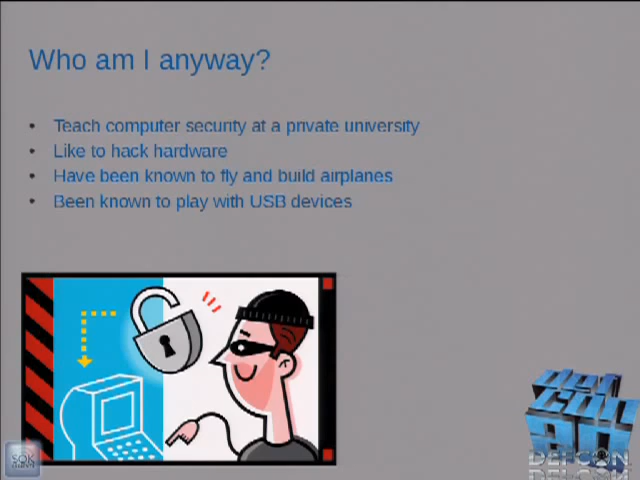 Who am I anyway?
• Teach computer security at a private university
• Like to hack hardware
• Have been known to fly and build airplanes
• Been known to play with USB devices
DEFCON